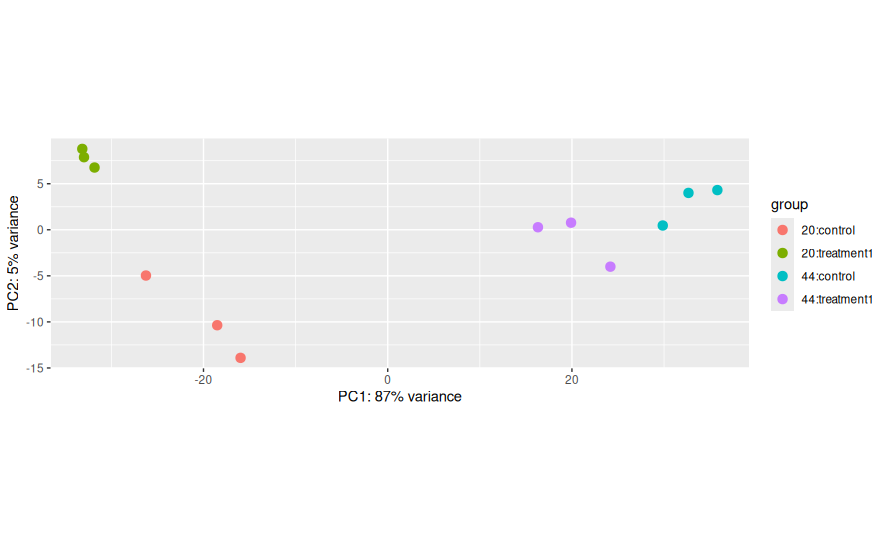 5
0
-5
-10
-15
-20
0
20
PC1: 87% variance
PC2: 5% variance
group
20:control
20:treatment1
44:control
44:treatment1